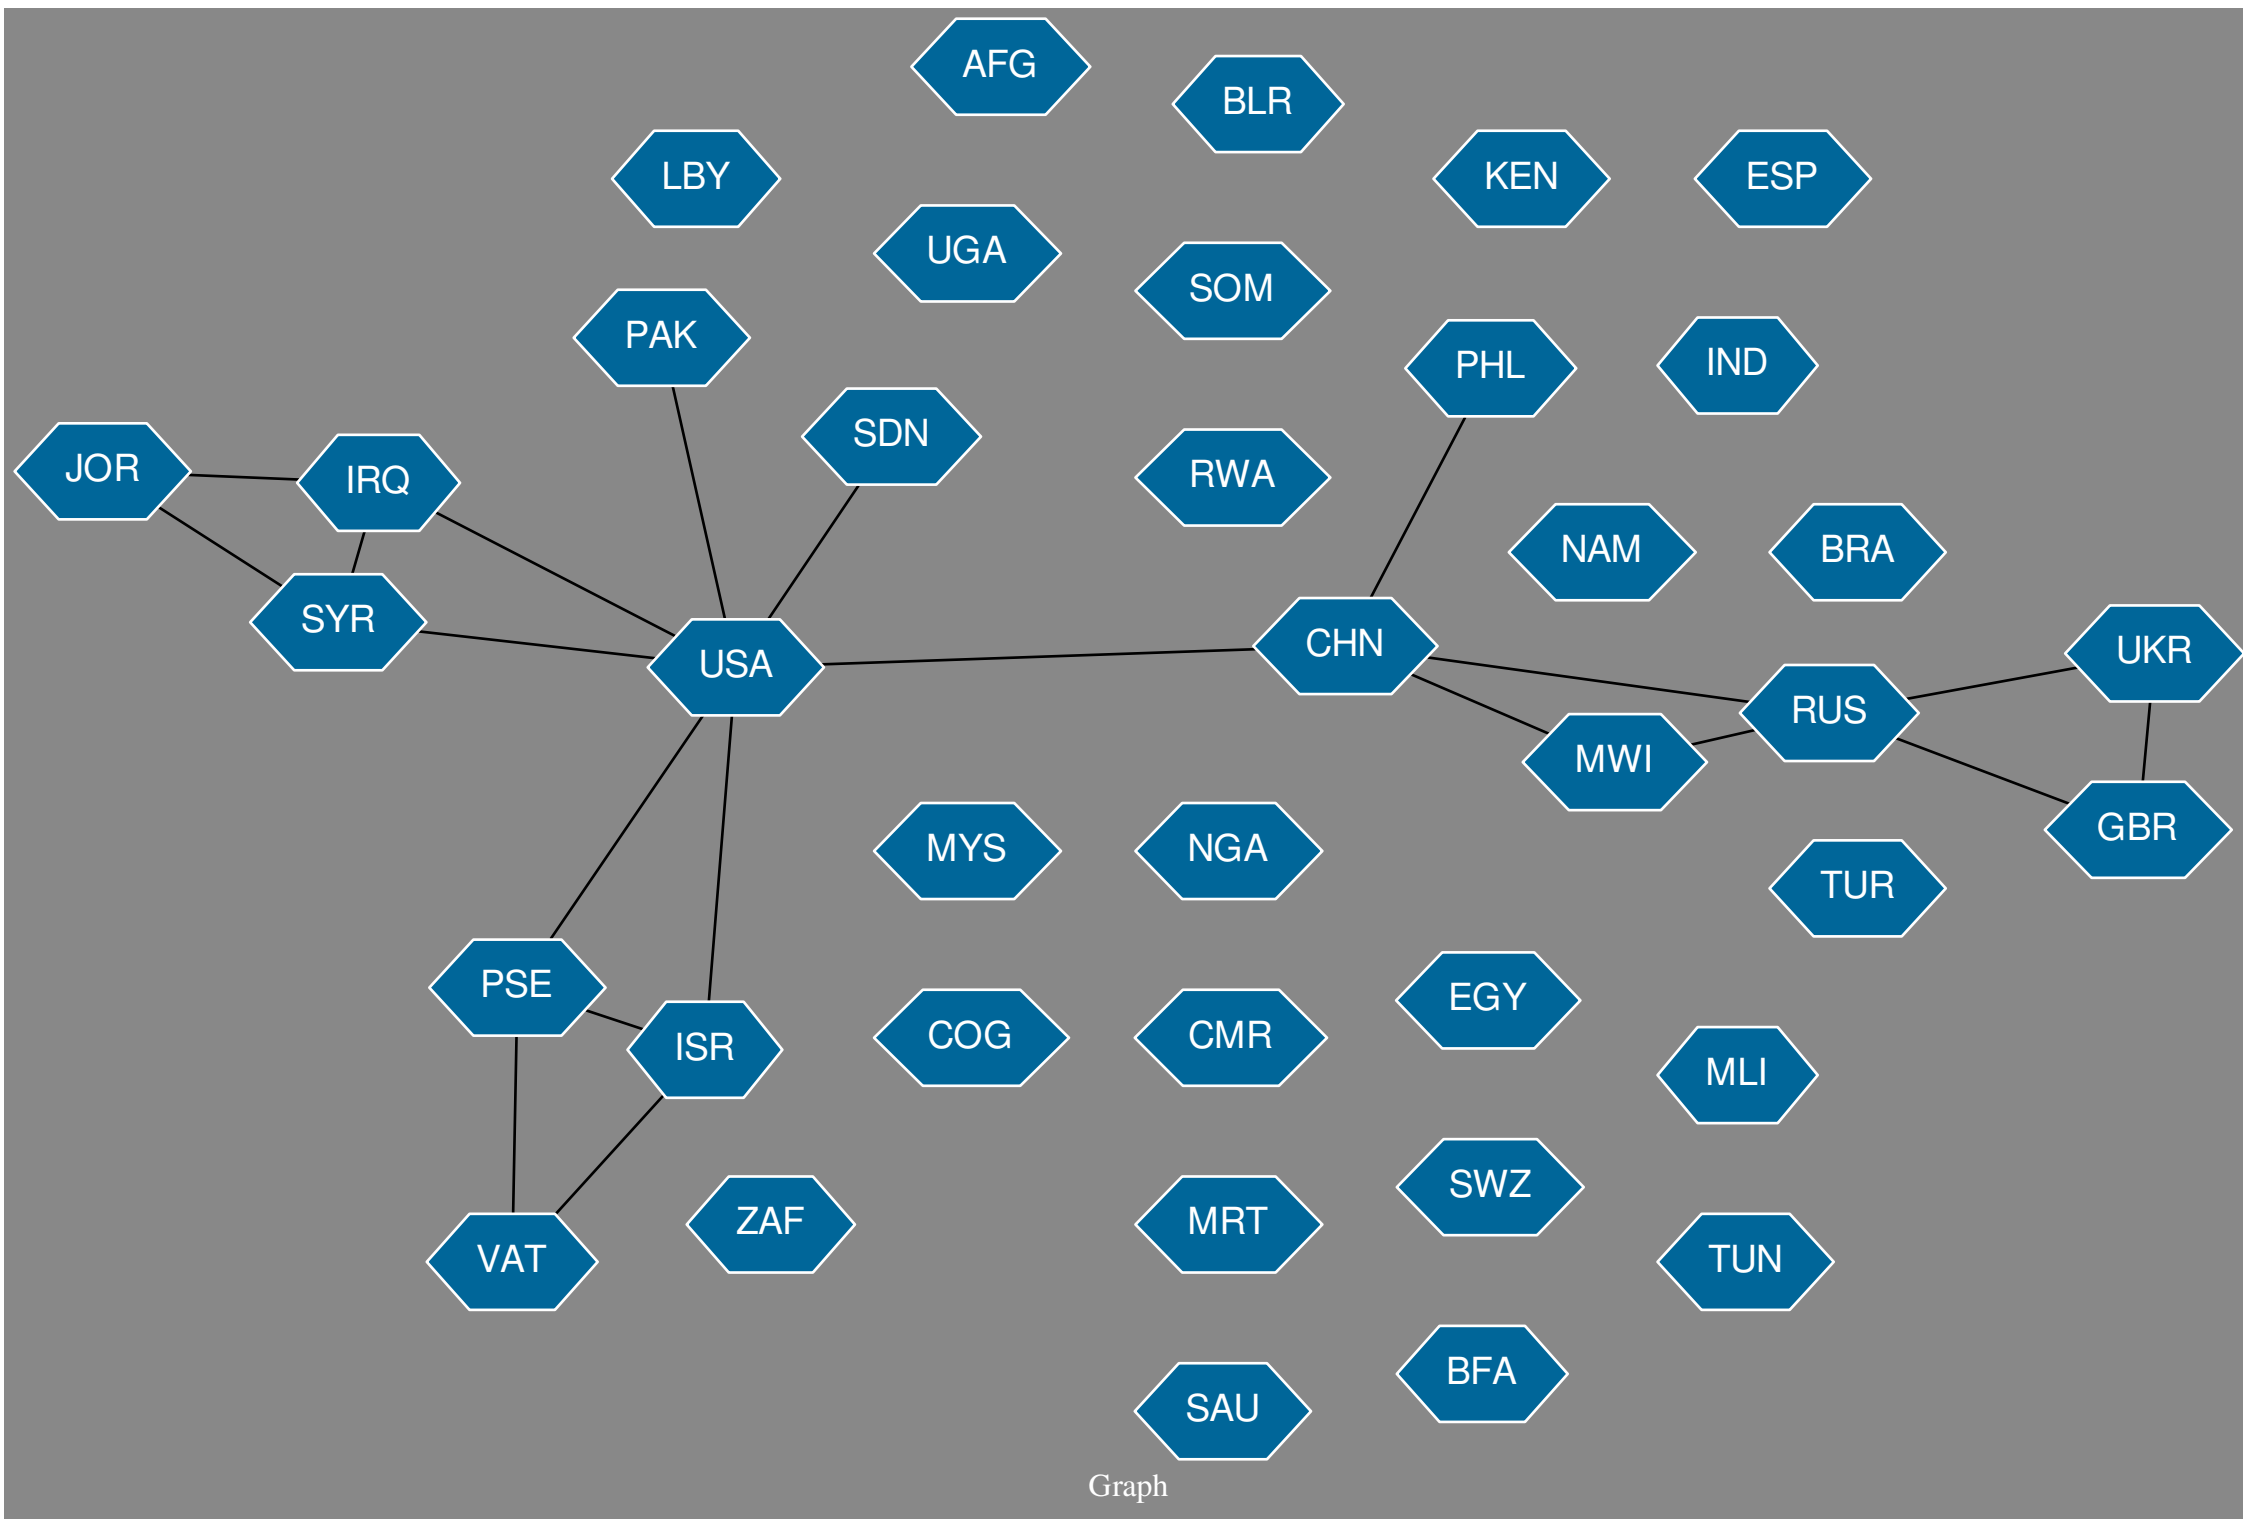 AFG
BLR
LBY
KEN
ESP
UGA
SOM
PAK
PHL
IND
SDN
JOR
IRQ
RWA
NAM
BRA
SYR
USA
CHN
UKR
RUS
MWI
GBR
MYS
NGA
TUR
PSE
EGY
ISR
COG
CMR
MLI
SWZ
ZAF
MRT
VAT
TUN
BFA
SAU
Graph